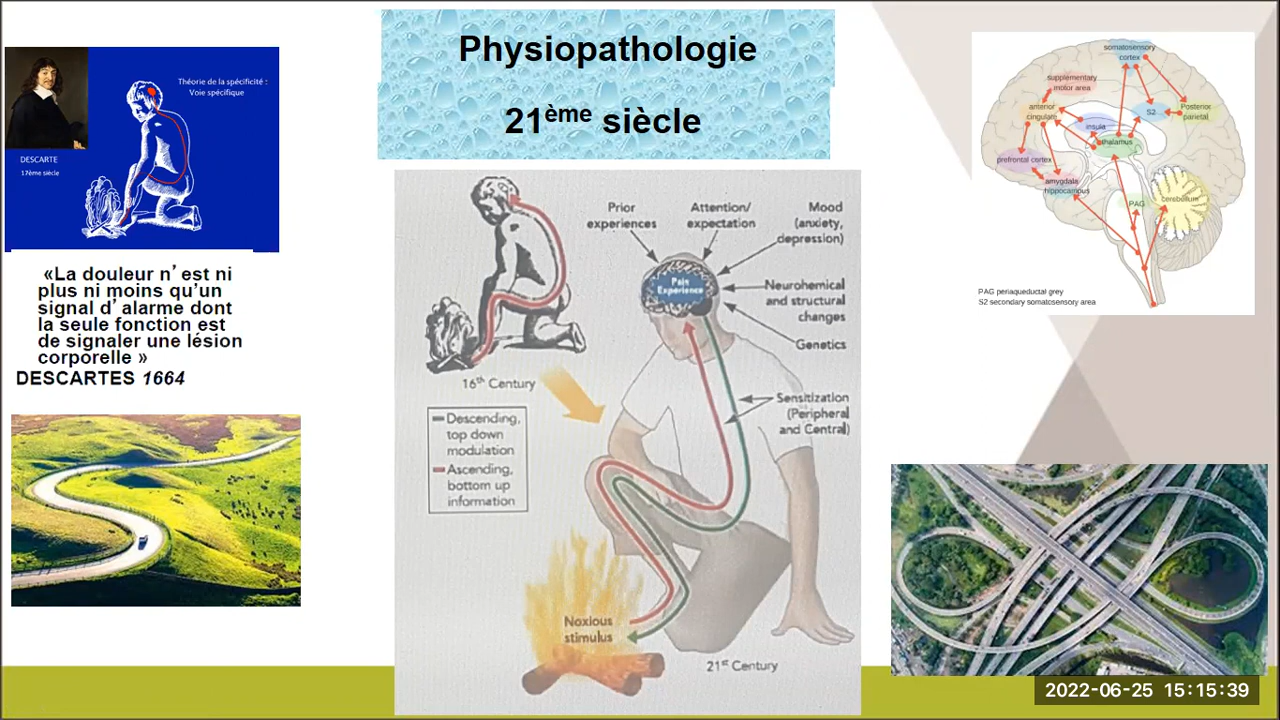 Physiopathologie
21ème siècle
Théorie de la spécificité :
Voie spécifique
DESCARTE
17ème siècle
«La douleur n’est ni
plus ni moins qu’un
signal d’alarme dont
la seule fonction est
de signaler une lésion
corporelle »
DESCARTES 1664
16th Century
Descending,
top down
modulation
Ascending,
bottom up
information
Prior
experiences
Attention/
expectation
Mood
(anxiety,
depression)
Pain
Experience
Neurohemical
and structural
changes
Genetics
Sensitization
(Peripheral
and Central)
Noxious
stimulus
21st Century
somatosensory
cortex
supplementary
motor area
anterior
cingulate
insula
S2
Posterior
parietal
thalamus
prefrontal cortex
amyodala
hippocampus
PAG
cerebellum
PAG periaqueductal grey
S2 secondary somatosensory area
2022-06-25 15:15:39